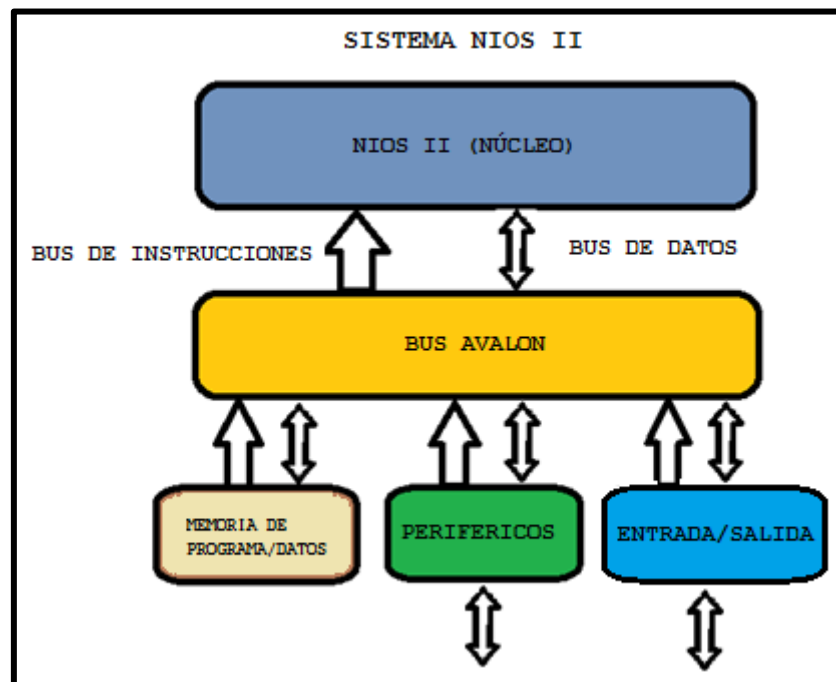 SISTEMA NIOS II
NIOS II (NÚCLEO)
BUS DE INSTRUCCIONES
BUS DE DATOS
BUS AVALON
MEMORIA DE
PROGRAMA/DATOS
PERIFERICOS
ENTRADA/SALIDA